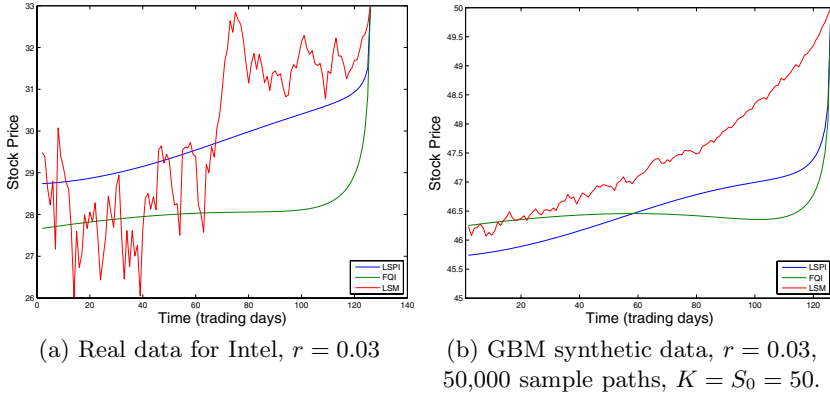 33
32
31
30
29
28
27
26
Stock Price
0 20 40 60 80 100 120 140
Time (trading days)
LSPI
FQI
LSM
(a) Real data for Intel, r = 0.03
50
49.5
49
48.5
48
47.5
47
46.5
46
45.5
45
Stock Price
20 40 60 80 100 120
Time (trading days)
LSPI
FQI
LSM
(b) GBM synthetic data, r = 0.03,
50,000 sample paths, K = S₀ = 50.